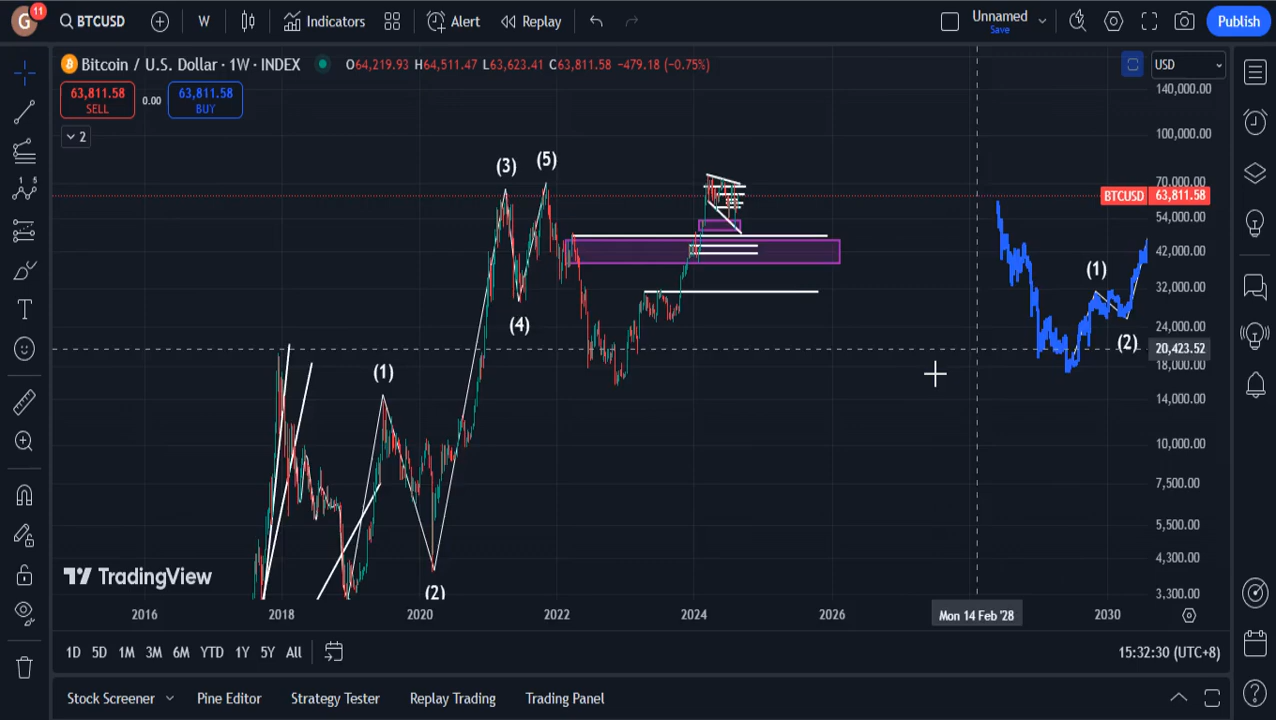 G 11 BTCUSD W Indicators Alert Replay Unnamed Save Publish
Bitcoin / U.S. Dollar · 1W · INDEX O64,219.93 H64,511.47 L63,623.41 C63,811.58 −479.18 (−0.75%) USD
63,811.58 SELL 0.00 63,811.58 BUY
2
140,000.00
100,000.00
70,000.00
BTCUSD 63,811.58
54,000.00
42,000.00
32,000.00
24,000.00
20,423.52
18,000.00
14,000.00
10,000.00
7,500.00
5,500.00
4,300.00
3,300.00
(3) (5)
(4)
(1)
(2)
(1)
(2)
TradingView
2016 2018 2020 2022 2024 2026 Mon 14 Feb '28 2030
1D 5D 1M 3M 6M YTD 1Y 5Y All 15:32:30 (UTC+8)
Stock Screener Pine Editor Strategy Tester Replay Trading Trading Panel